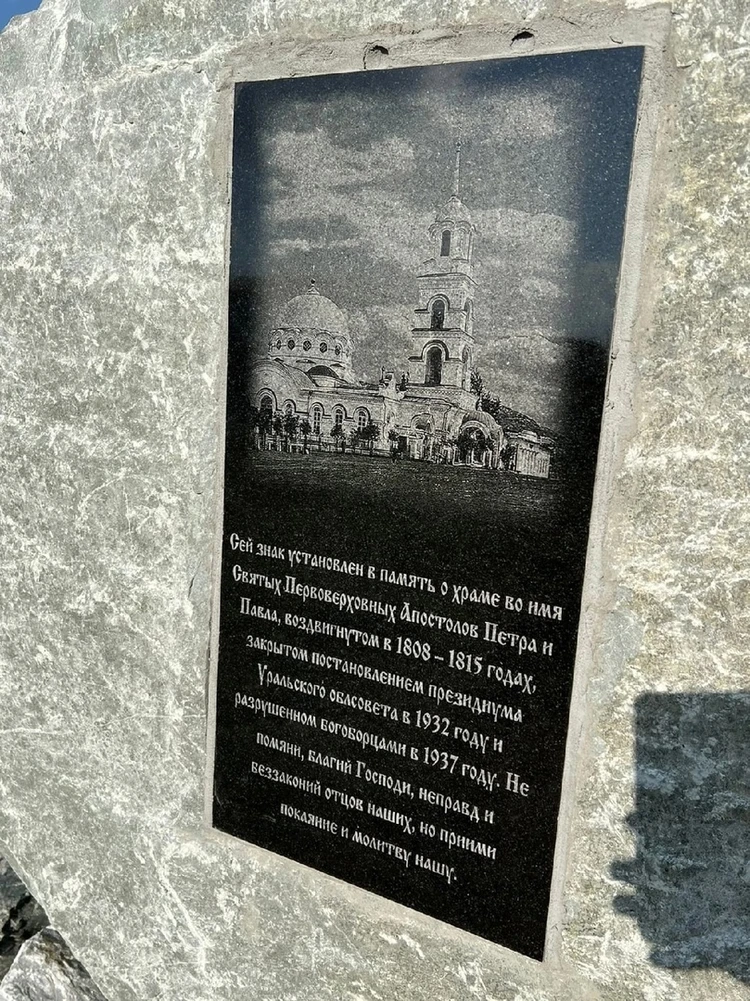 Сей знак установлен в память о храме во имя
Святых Первоверховных Апостолов Петра и
Павла, воздвигнутом в 1808 – 1815 годах,
закрытом постановлением президиума
Уральского облсовета в 1932 году и
разрушенном богоборцами в 1937 году. Не
помяни, благий Господи, неправд и
беззаконий отцов наших, но приими
покаяние и молитву нашу.